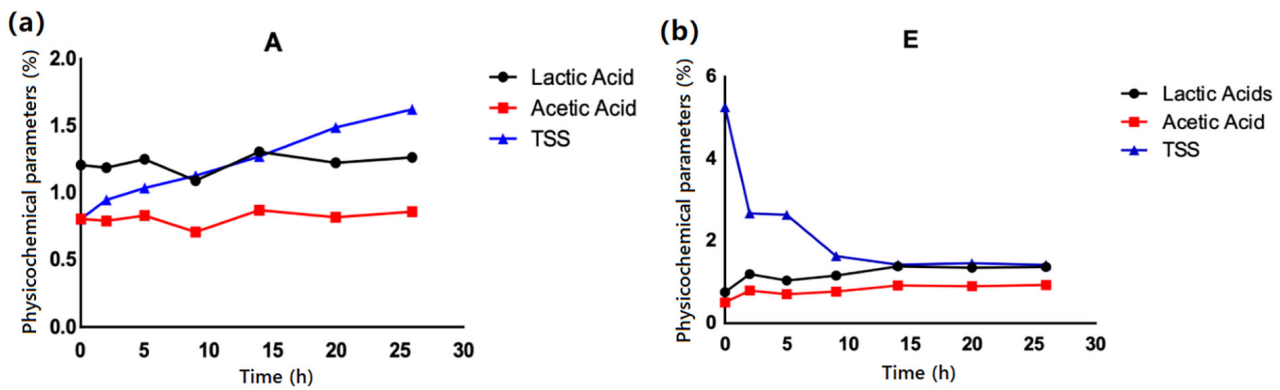 (a)
A
Physicochemical parameters (%)
2.0
1.5
1.0
0.5
0.0
0 5 10 15 20 25 30
Time (h)
Lactic Acid
Acetic Acid
TSS
(b)
E
Physicochemical parameters (%)
6
4
2
0
0 5 10 15 20 25 30
Time (h)
Lactic Acids
Acetic Acid
TSS